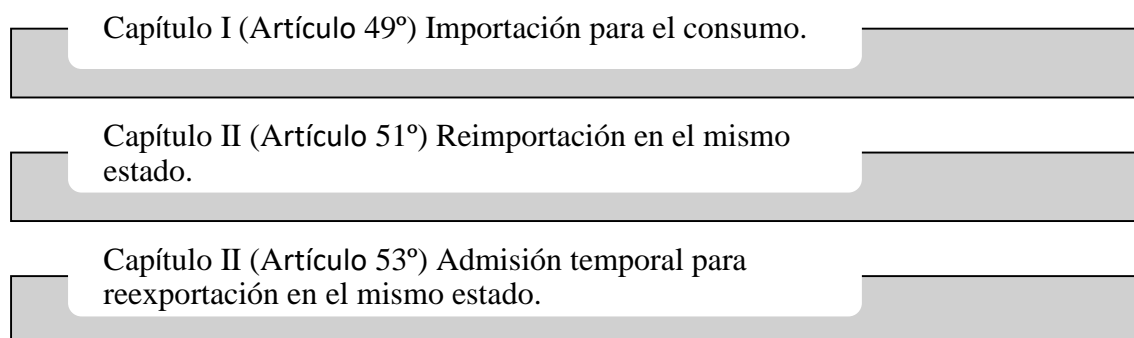 Capítulo I (Artículo 49º) Importación para el consumo.
Capítulo II (Artículo 51º) Reimportación en el mismo
estado.
Capítulo II (Artículo 53º) Admisión temporal para
reexportación en el mismo estado.